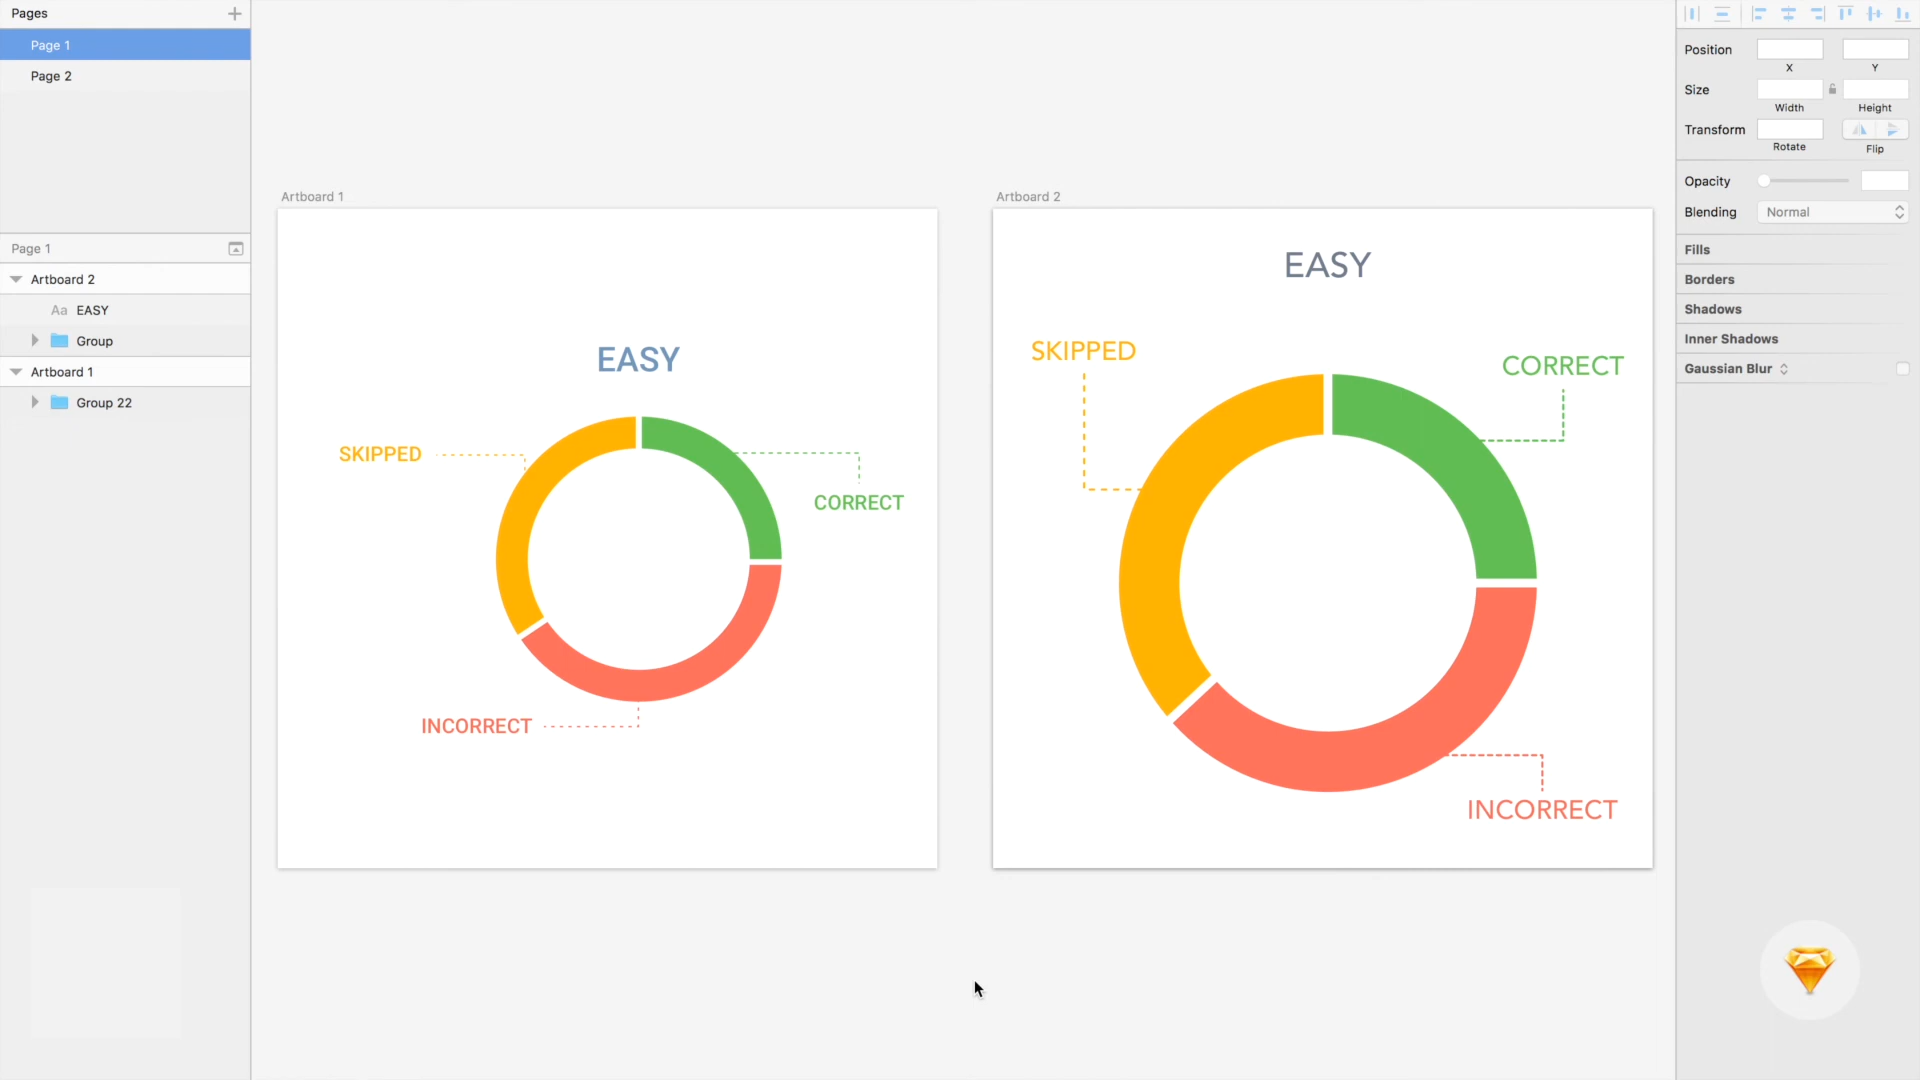 Pages
Page 1
Page 2
Page 1
Artboard 2
Aa EASY
Group
Artboard 1
Group 22
Artboard 1
EASY
SKIPPED
CORRECT
INCORRECT
Artboard 2
EASY
SKIPPED
CORRECT
INCORRECT
Position
X
Y
Size
Width
Height
Transform
Rotate
Flip
Opacity
Blending
Normal
Fills
Borders
Shadows
Inner Shadows
Gaussian Blur